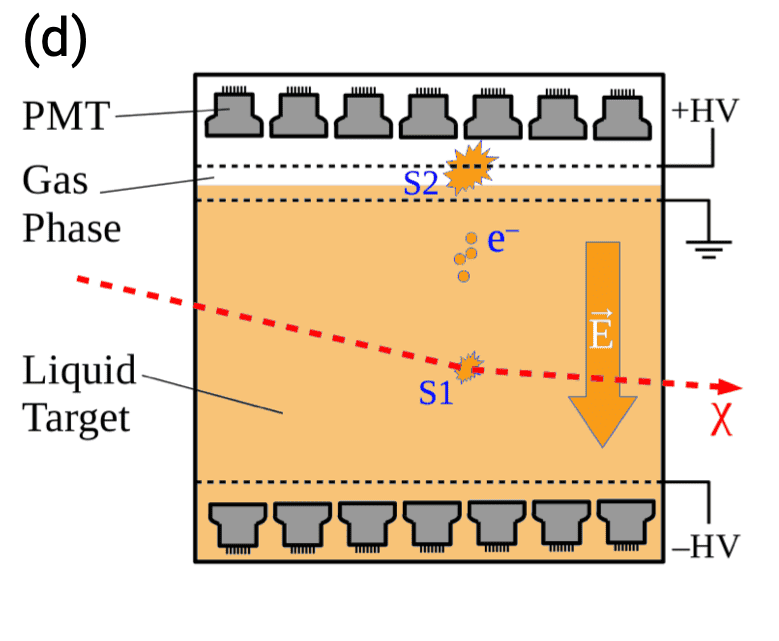 (d)
PMT
+HV
Gas
Phase
S2
e⁻
E⃗
Liquid
Target
S1
χ
–HV